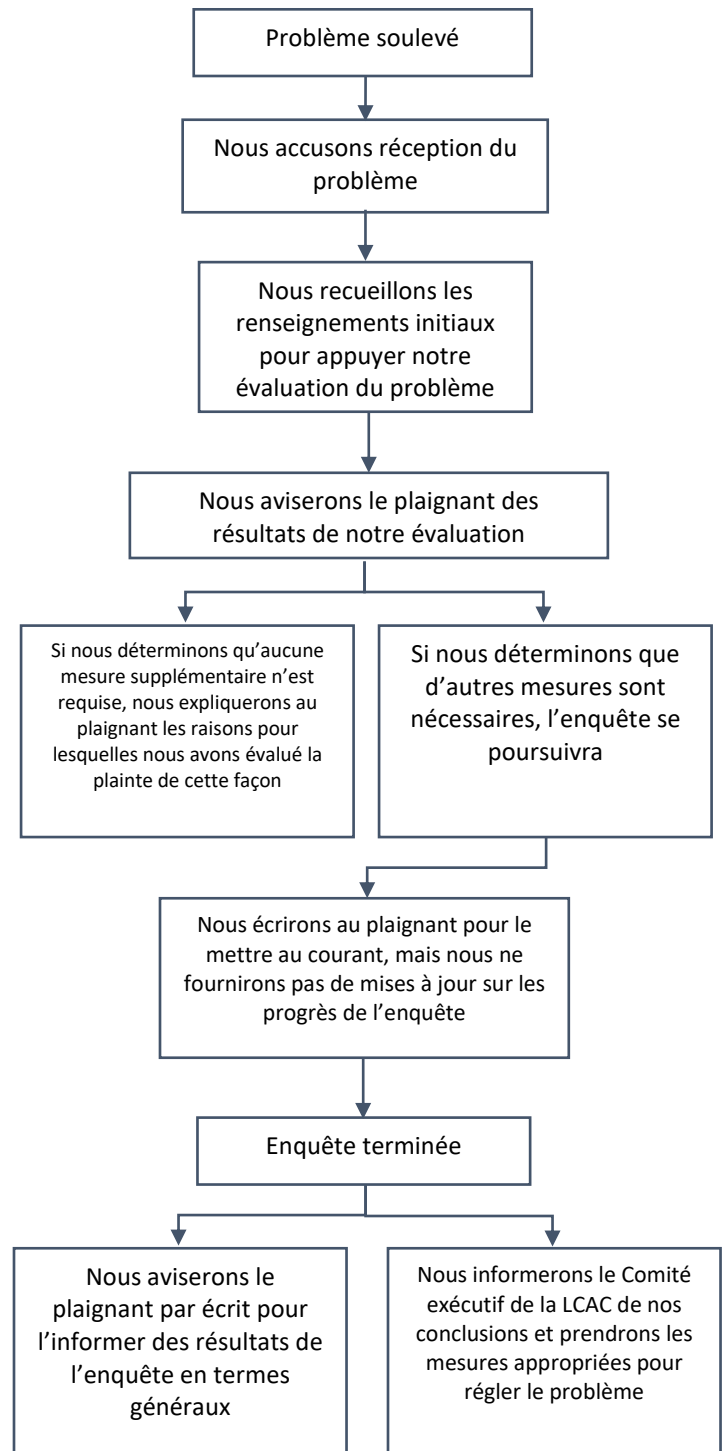 Problème soulevé
Nous accusons réception du
problème
Nous recueillons les
renseignements initiaux
pour appuyer notre
évaluation du problème
Nous aviserons le plaignant des
résultats de notre évaluation
Si nous déterminons qu’aucune
mesure supplémentaire n’est
requise, nous expliquerons au
plaignant les raisons pour
lesquelles nous avons évalué la
plainte de cette façon
Si nous déterminons que
d’autres mesures sont
nécessaires, l’enquête se
poursuivra
Nous écrirons au plaignant pour le
mettre au courant, mais nous ne
fournirons pas de mises à jour sur les
progrès de l’enquête
Enquête terminée
Nous aviserons le
plaignant par écrit pour
l’informer des résultats de
l’enquête en termes
généraux
Nous informerons le Comité
exécutif de la LCAC de nos
conclusions et prendrons les
mesures appropriées pour
régler le problème